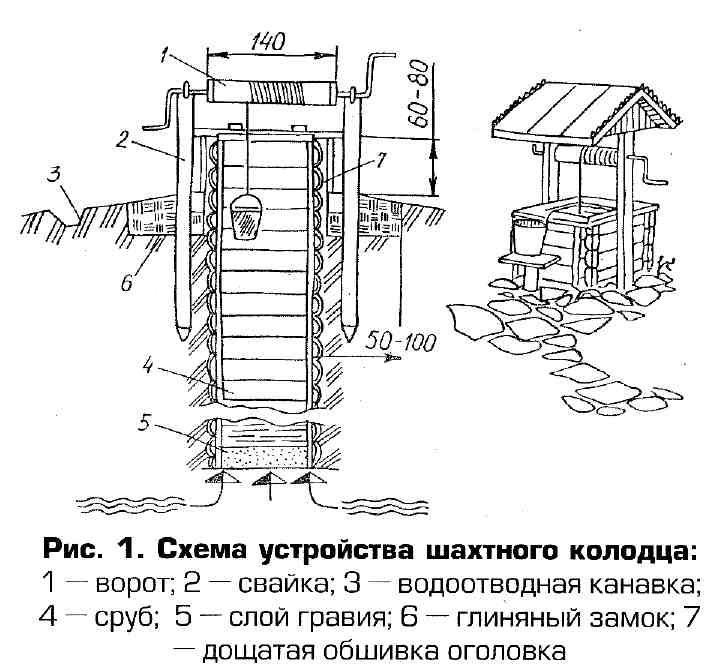 140
1
60-80
2
7
3
6
50-100
4
5
Рис. 1. Схема устройства шахтного колодца:
1 — ворот; 2 — свайка; 3 — водоотводная канавка;
4 — сруб; 5 — слой гравия; 6 — глиняный замок; 7
— дощатая обшивка оголовка